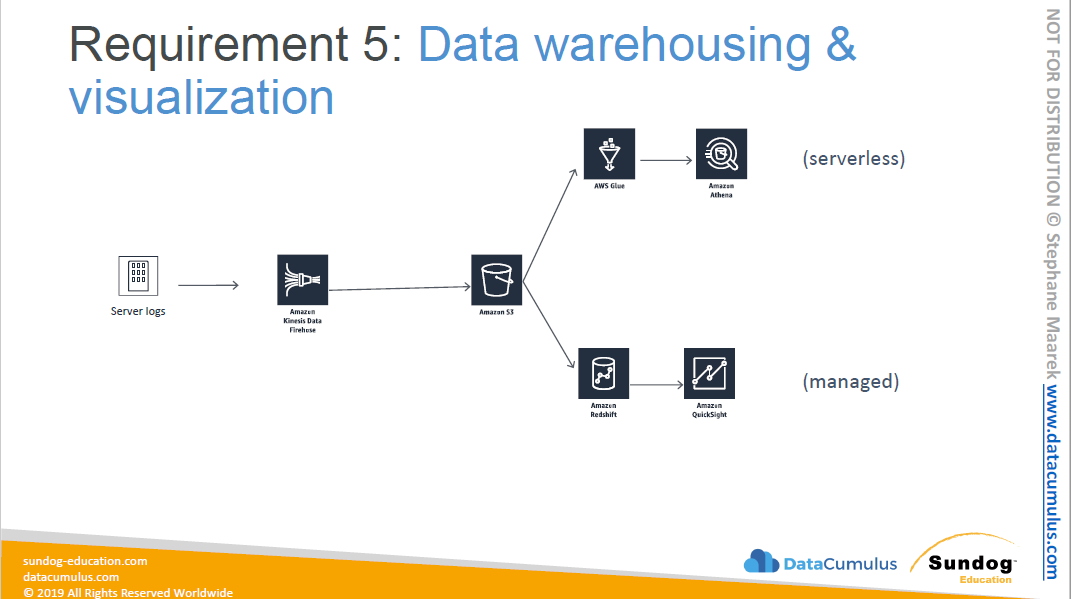 Requirement 5: Data warehousing &
visualization
AWS Glue
Amazon
Athena
(serverless)
Server logs
Amazon
Kinesis Data
Firehose
Amazon S3
Amazon
Redshift
Amazon
QuickSight
(managed)
NOT FOR DISTRIBUTION © Stephane Maarek www.datacumulus.com
sundog-education.com
datacumulus.com
© 2019 All Rights Reserved Worldwide
DataCumulus
Sundog
Education